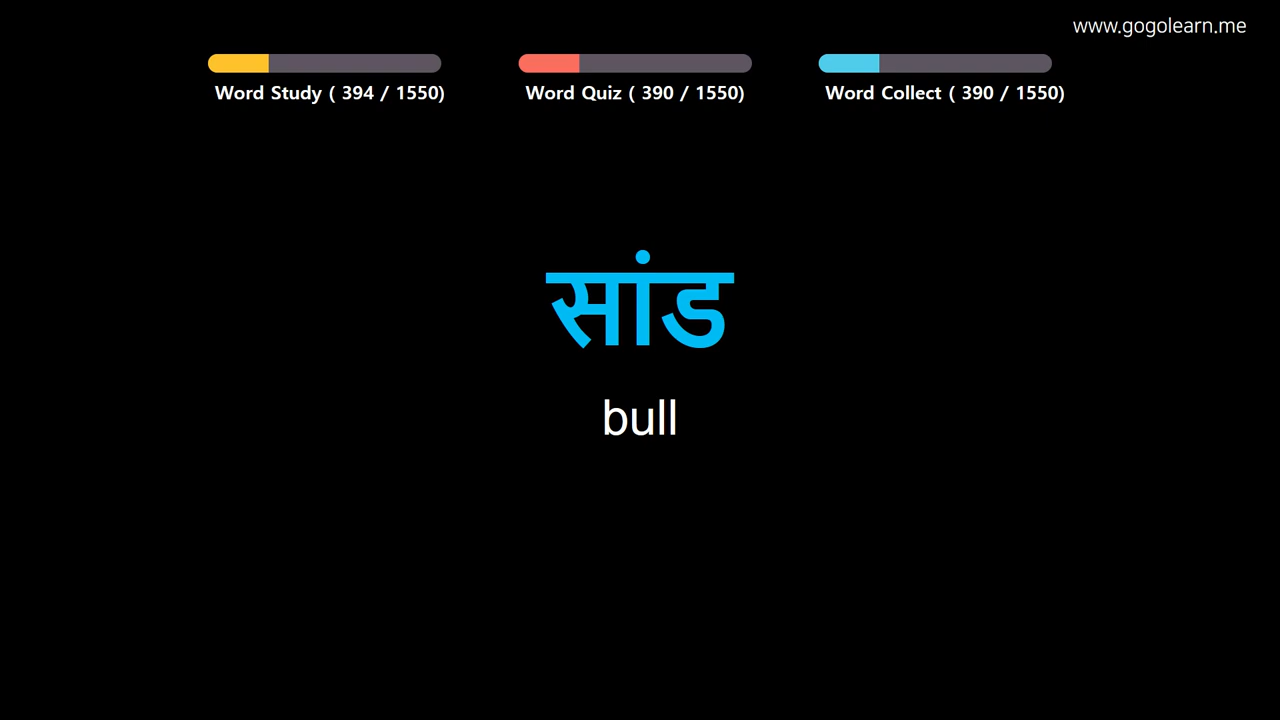 www.gogolearn.me
Word Study ( 394 / 1550)
Word Quiz ( 390 / 1550)
Word Collect ( 390 / 1550)
सांड
bull